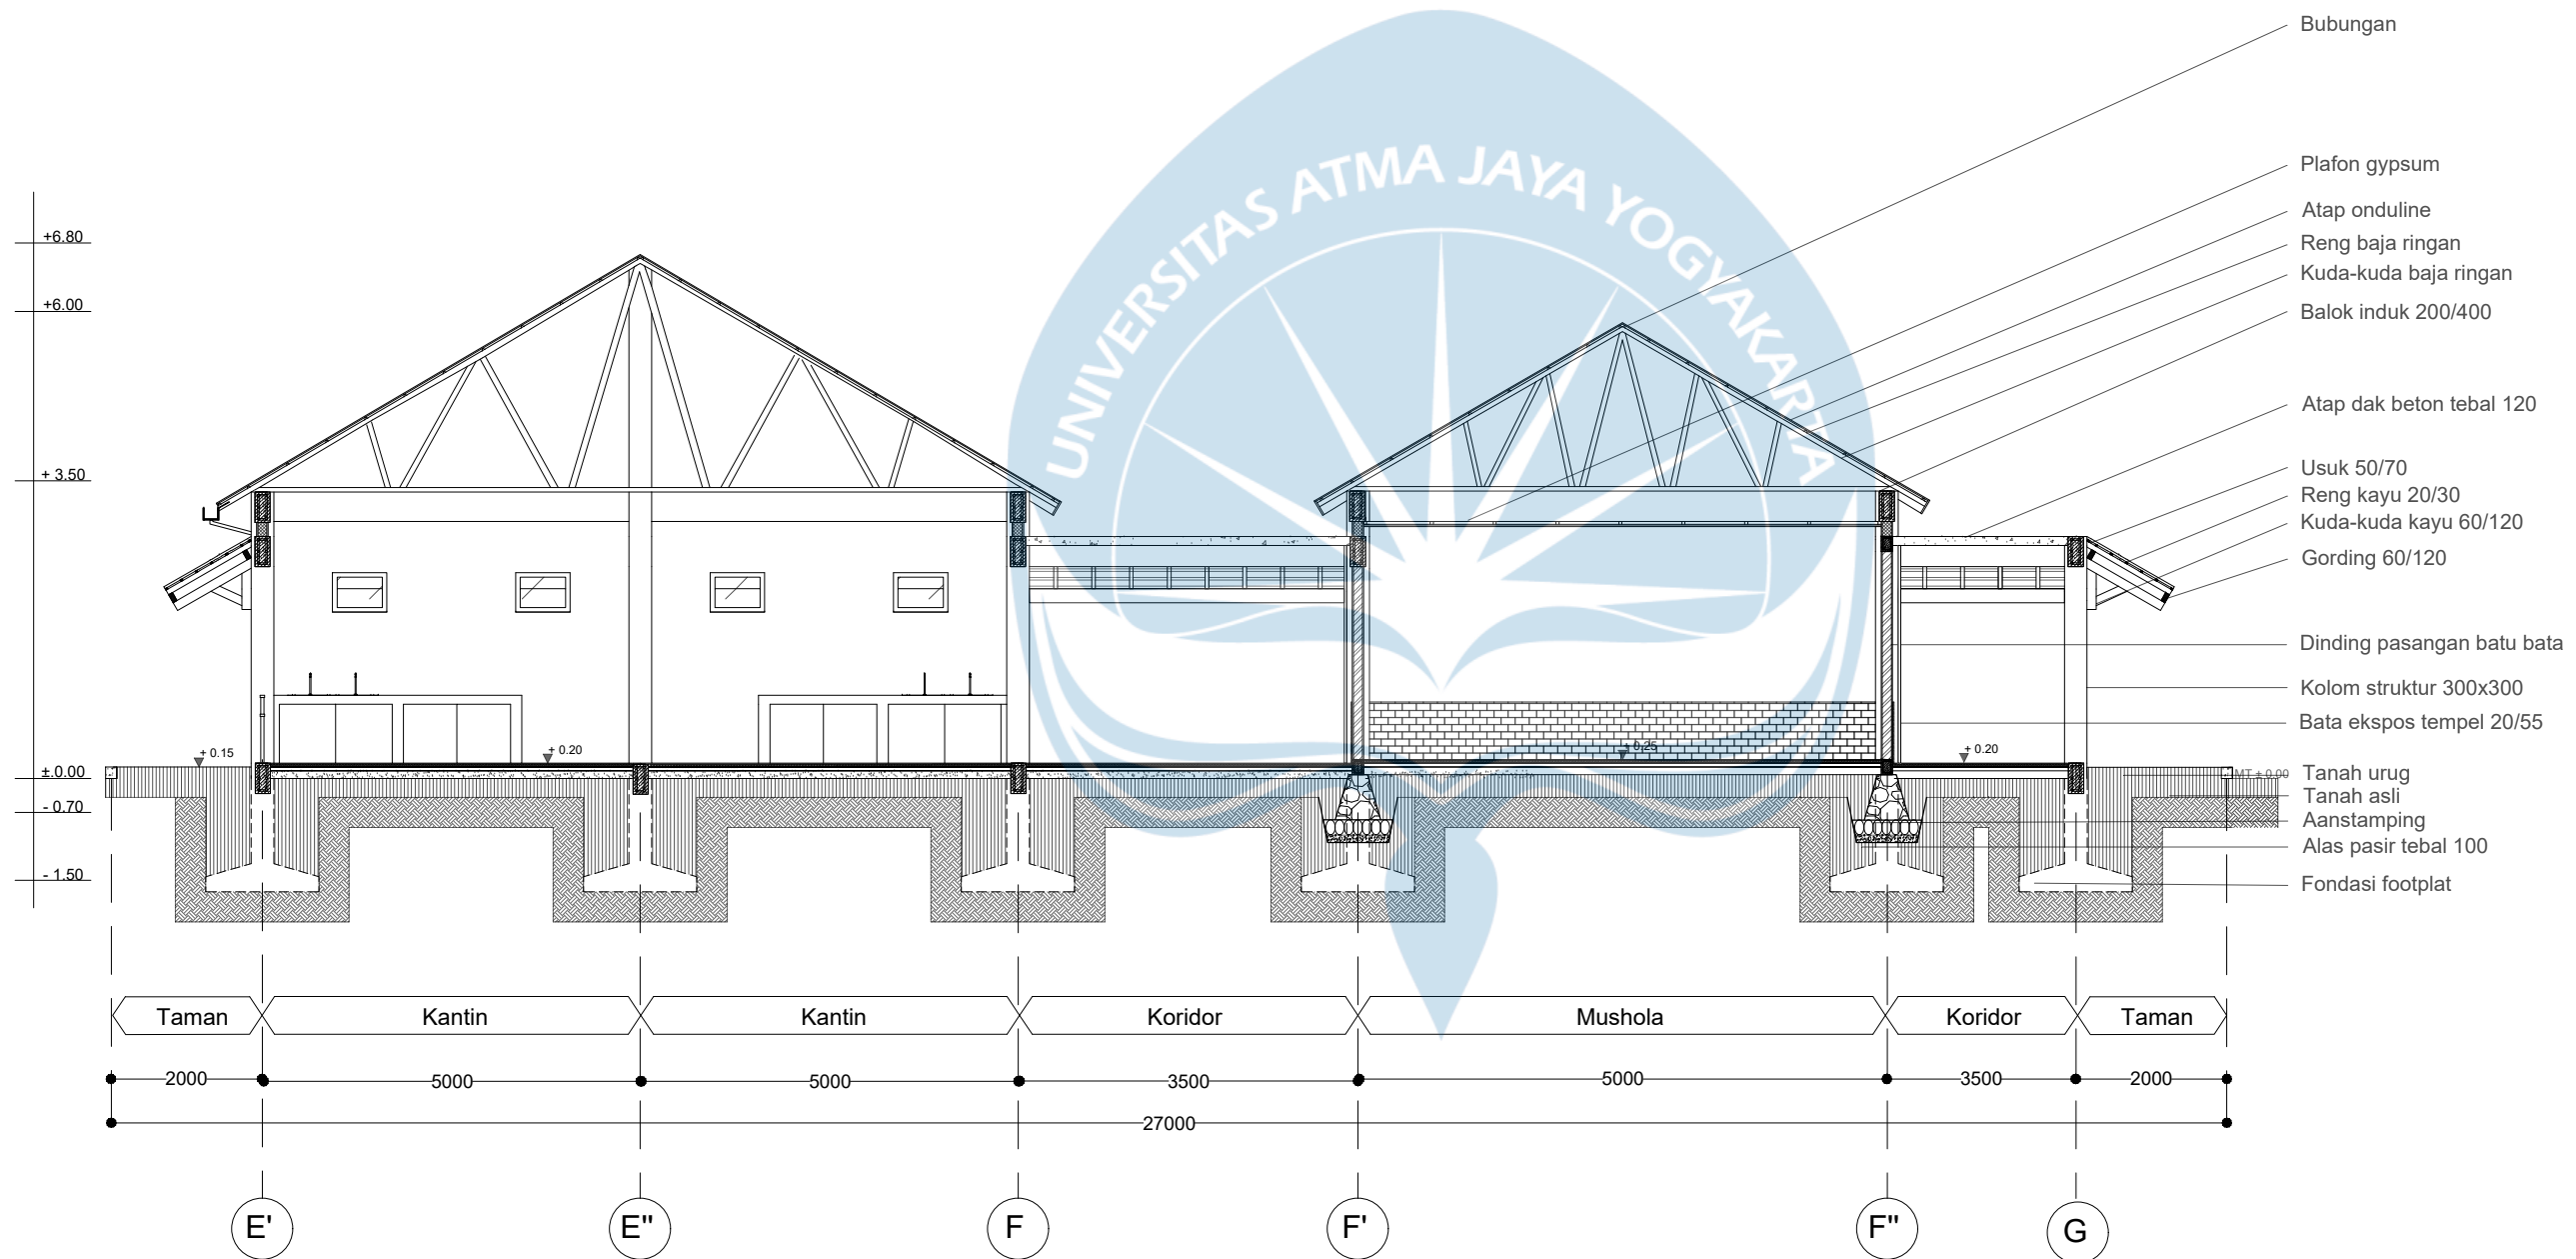 Bubungan
UNIVERSITAS ATMA JAYA YOGYAKARTA
Plafon gypsum
Atap onduline
Reng baja ringan
Kuda-kuda baja ringan
Balok induk 200/400
Atap dak beton tebal 120
Usuk 50/70
Reng kayu 20/30
Kuda-kuda kayu 60/120
Gording 60/120
Dinding pasangan batu bata
Kolom struktur 300x300
Bata ekspos tempel 20/55
Tanah urug
Tanah asli
Aanstamping
Alas pasir tebal 100
Fondasi footplat
+6.80
+6.00
+ 3.50
±.0.00
- 0.70
- 1.50
+ 0.15
+ 0.20
+ 0.25
+ 0.20
MT ± 0.00
Taman Kantin Kantin Koridor Mushola Koridor Taman
2000 5000 5000 3500 5000 3500 2000
27000
E' E" F F' F" G